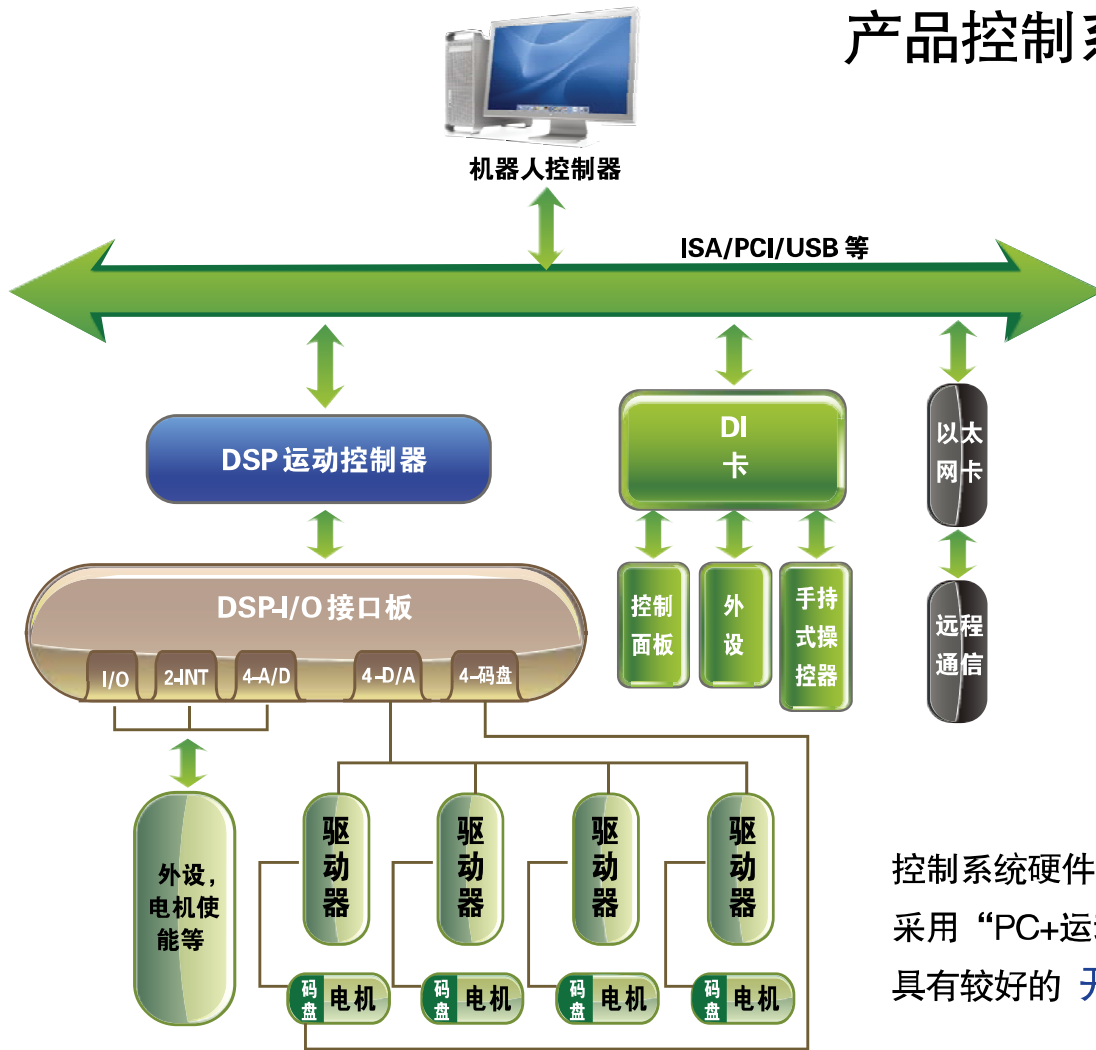 产品控制
机器人控制器
ISA/PCI/USB 等
DSP 运动控制器
DI
卡
以太
网卡
DSP-I/O 接口板
I/O
2-INT
4-A/D
4-D/A
4-码盘
控制
面板
外
设
手持
式操
控器
远程
通信
外设，
电机使
能等
驱
动
器
驱
动
器
驱
动
器
驱
动
器
码
盘
电机
码
盘
电机
码
盘
电机
码
盘
电机
控制系统硬件
采用“PC+运
具有较好的